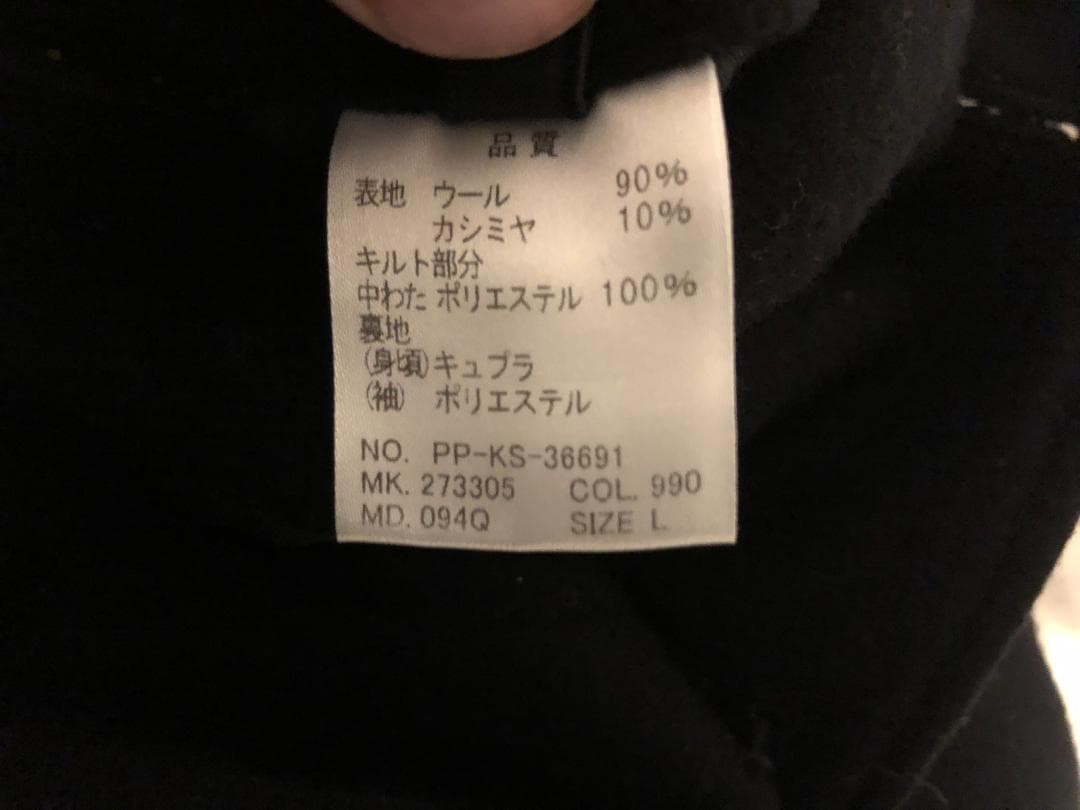 品質
表地 ウール 90%
カシミヤ 10%
キルト部分
中わた ポリエステル 100%
裏地
(身頃)キュプラ
(袖) ポリエステル
NO. PP-KS-36691
MK. 273305 COL. 990
MD. 094Q SIZE L